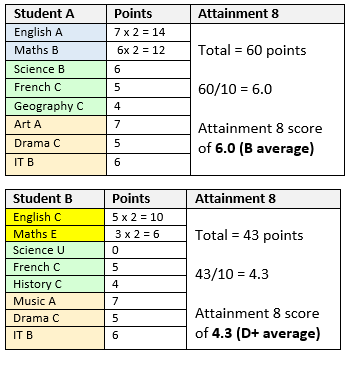 Student A Points Attainment 8
English A 7 x 2 = 14
Maths B 6x 2 = 12
Science B 6
French C 5
Geography C 4
Art A 7
Drama C 5
IT B 6
Total = 60 points
60/10 = 6.0
Attainment 8 score
of 6.0 (B average)
Student B Points Attainment 8
English C 5 x 2 = 10
Maths E 3 x 2 = 6
Science U 0
French C 5
History C 4
Music A 7
Drama C 5
IT B 6
Total = 43 points
43/10 = 4.3
Attainment 8 score
of 4.3 (D+ average)